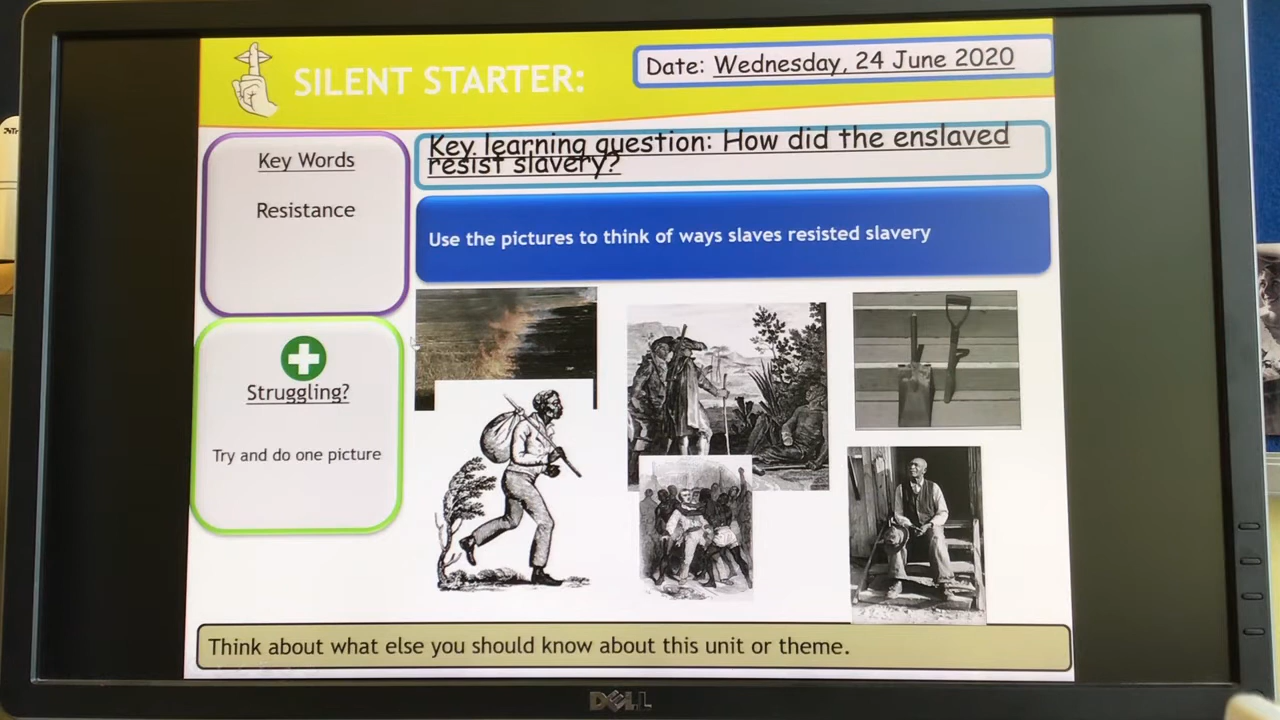 SILENT STARTER:
Date: Wednesday, 24 June 2020
Key Words
Resistance
Key learning question: How did the enslaved
resist slavery?
Use the pictures to think of ways slaves resisted slavery
Struggling?
Try and do one picture
Think about what else you should know about this unit or theme.
DELL